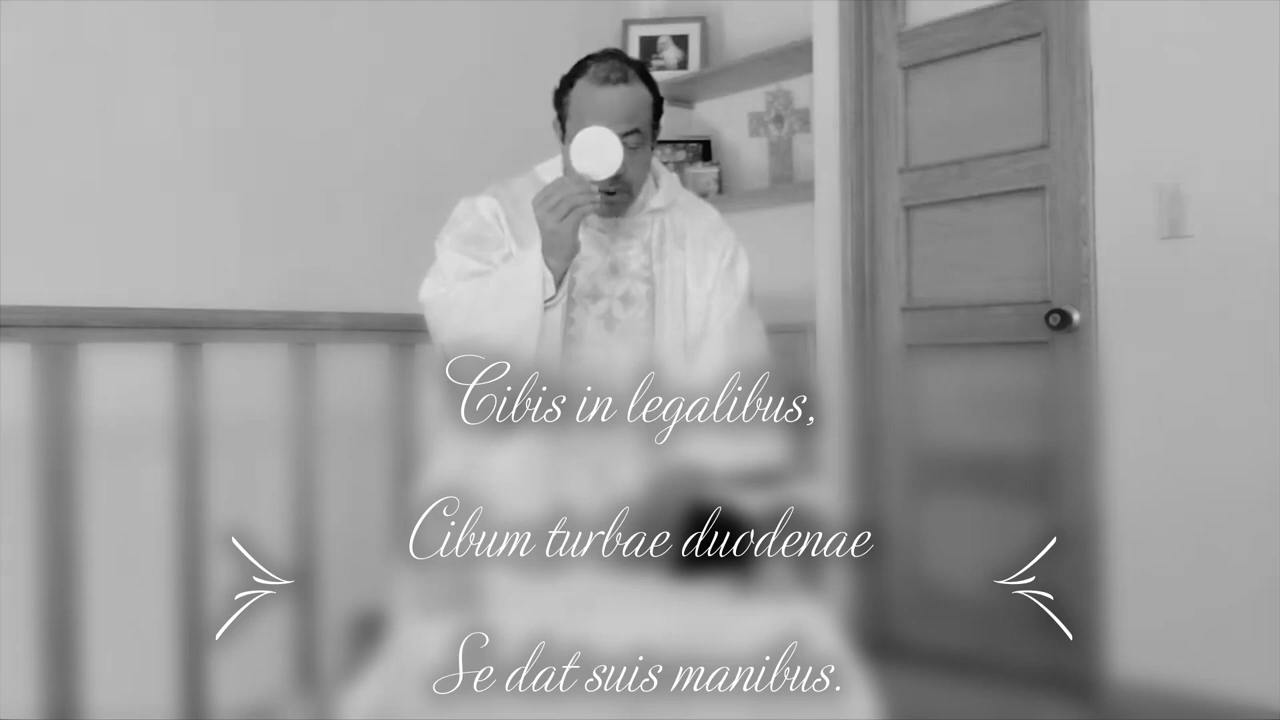 Cibis in legalibus,
Cibum turbae duodenae
Se dat suis manibus.